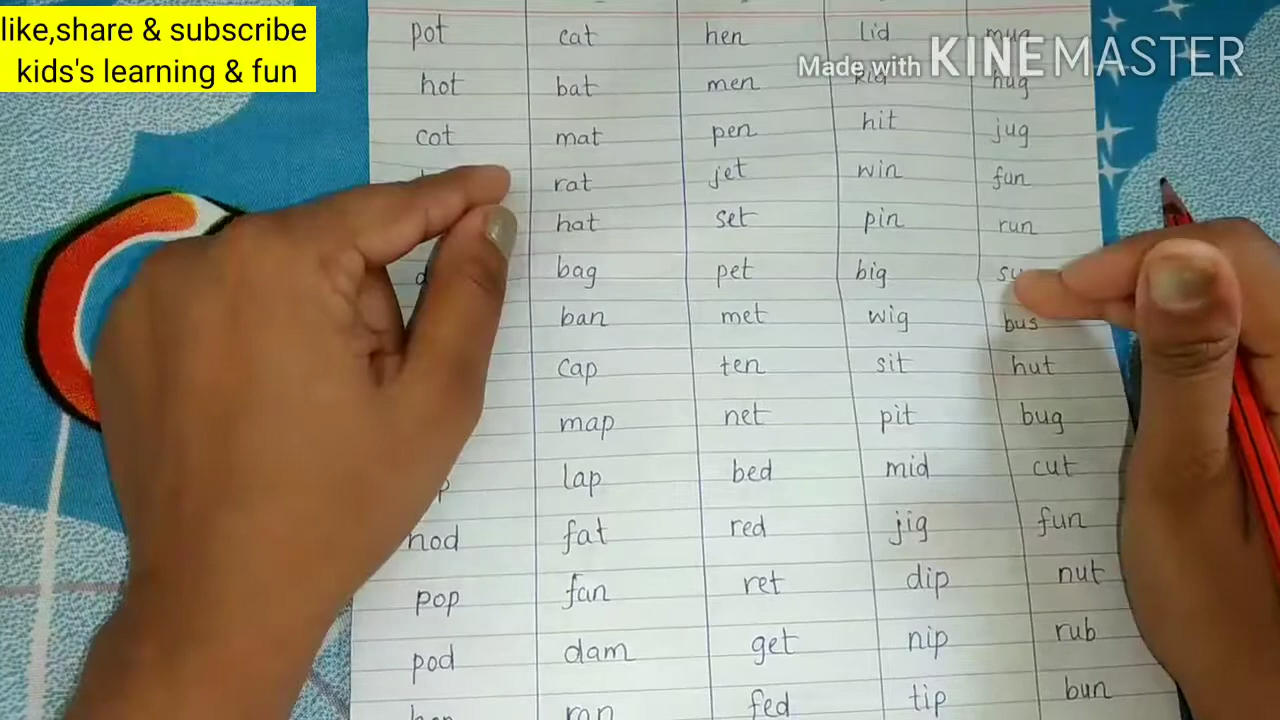 like,share & subscribe
kids's learning & fun
Made with KINEMASTER
pot cat hen lid mug
hot bat men kid hug
cot mat pen hit jug
rat jet win fun
hat set pin run
bag pet big
ban met wig bus
cap ten sit hut
map net pit bug
lap bed mid cut
nod fat red jig fun
pop fan ret dip nut
pod dam get nip rub
fed tip bun